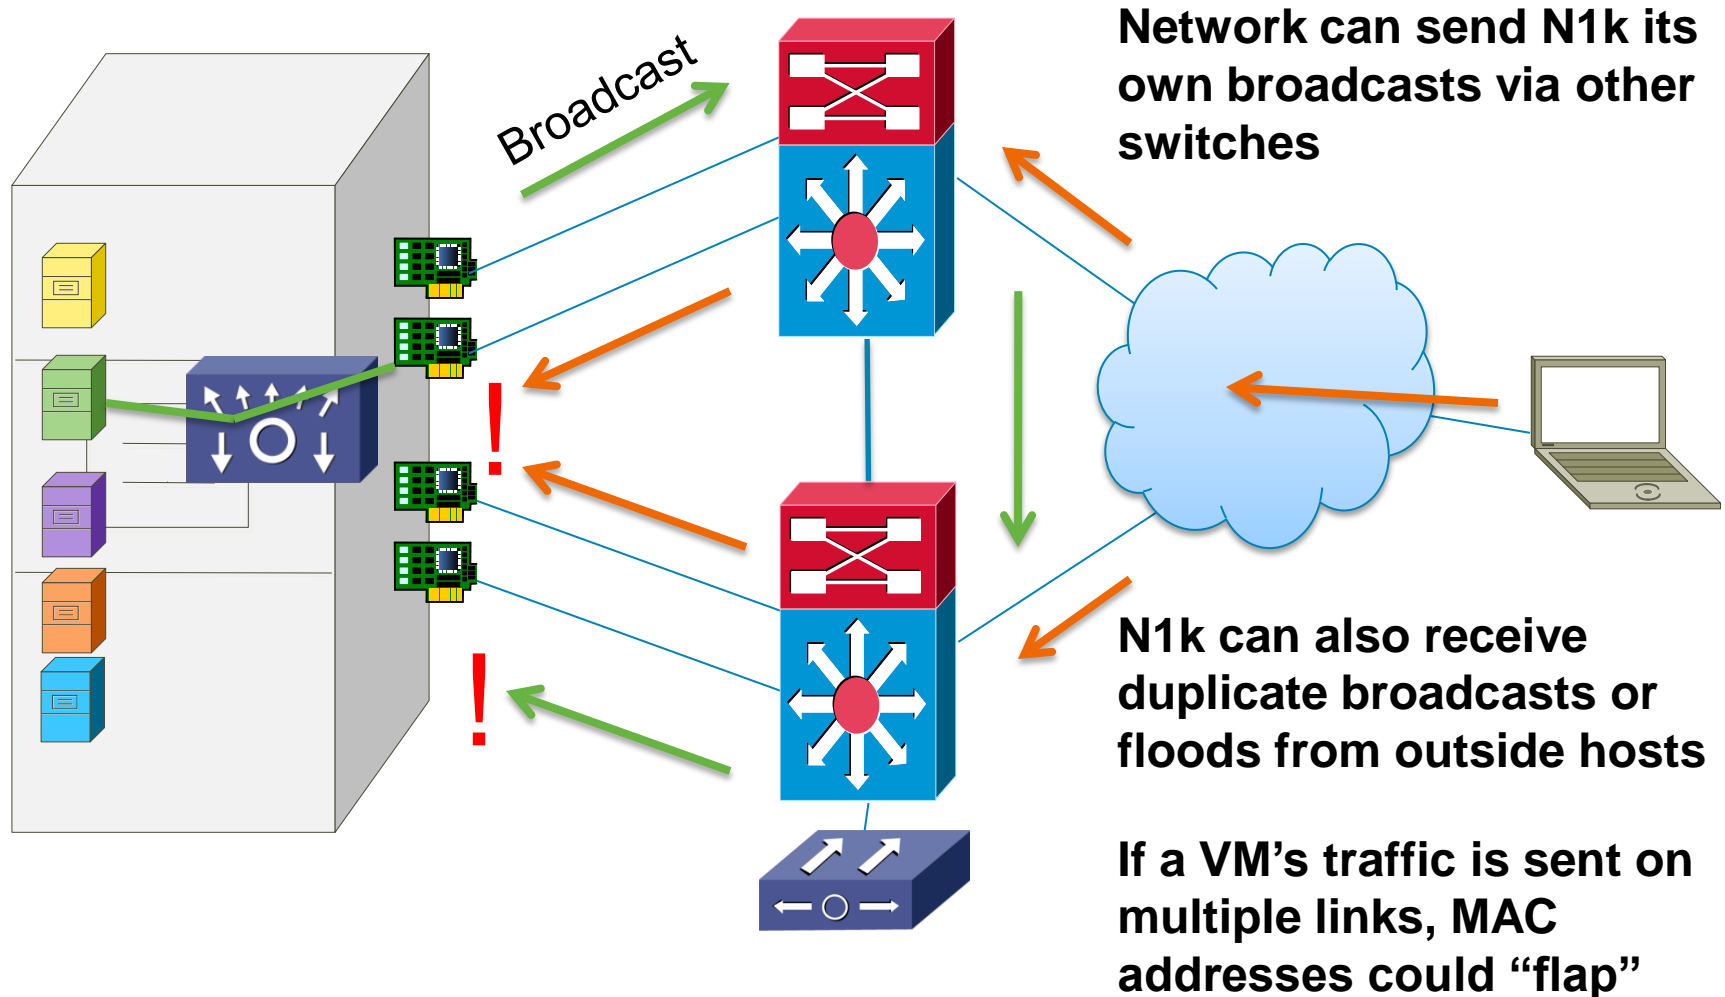 Broadcast
Network can send N1k its
own broadcasts via other
switches
!
!
N1k can also receive
duplicate broadcasts or
floods from outside hosts
If a VM’s traffic is sent on
multiple links, MAC
addresses could “flap”